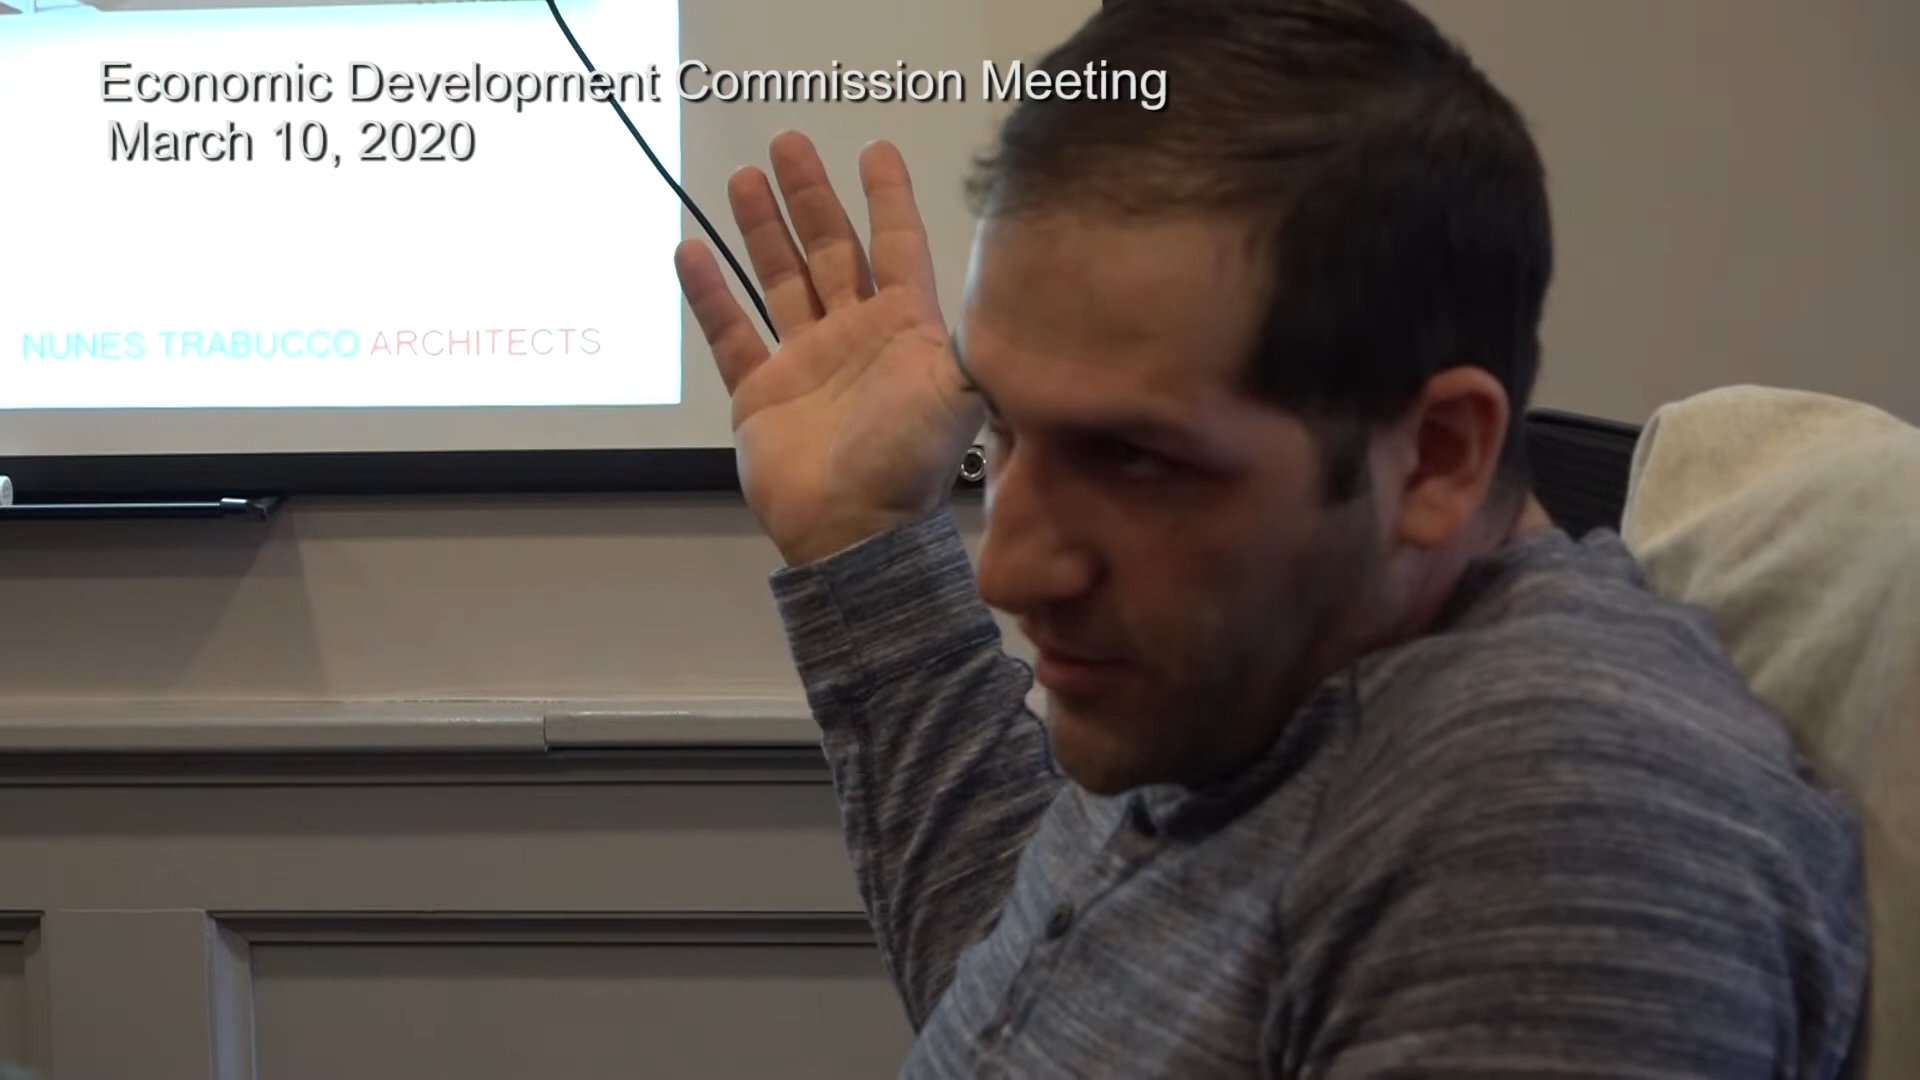 Economic Development Commission Meeting
March 10, 2020
NUNES TRABUCCO ARCHITECTS